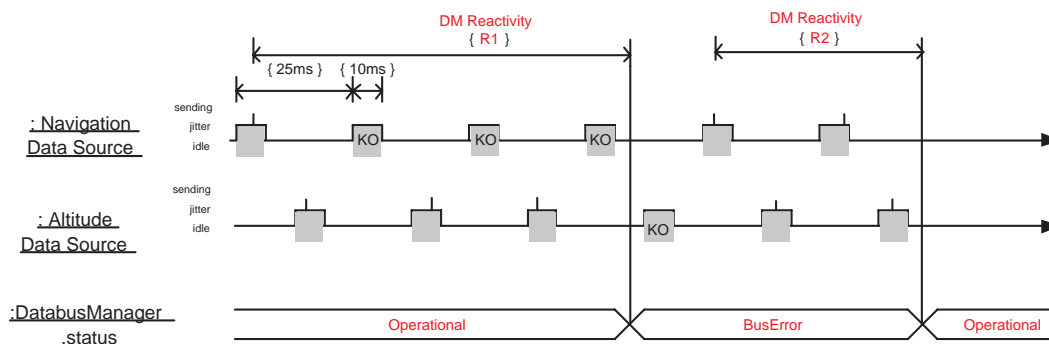 DM Reactivity
{ R1 }
DM Reactivity
{ R2 }
{ 25ms }
{ 10ms }
: Navigation
Data Source
sending
jitter
idle
KO
KO
KO
: Altitude
Data Source
sending
jitter
idle
KO
:DatabusManager
.status
Operational
BusError
Operational